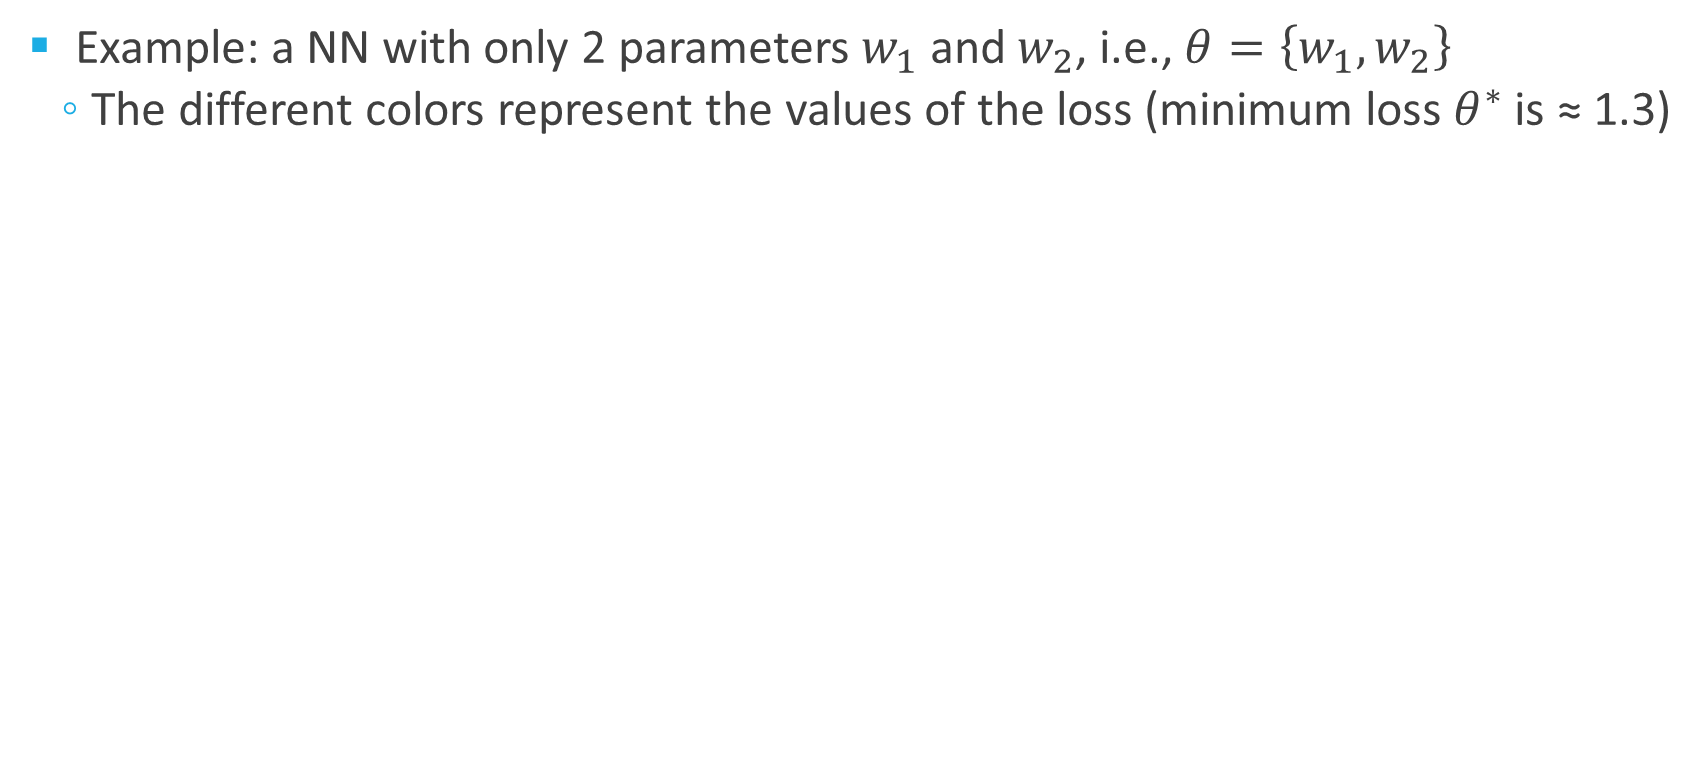 ▪ Example: a NN with only 2 parameters 𝑤₁ and 𝑤₂, i.e., 𝜃 = {𝑤₁, 𝑤₂}
◦ The different colors represent the values of the loss (minimum loss 𝜃* is ≈ 1.3)